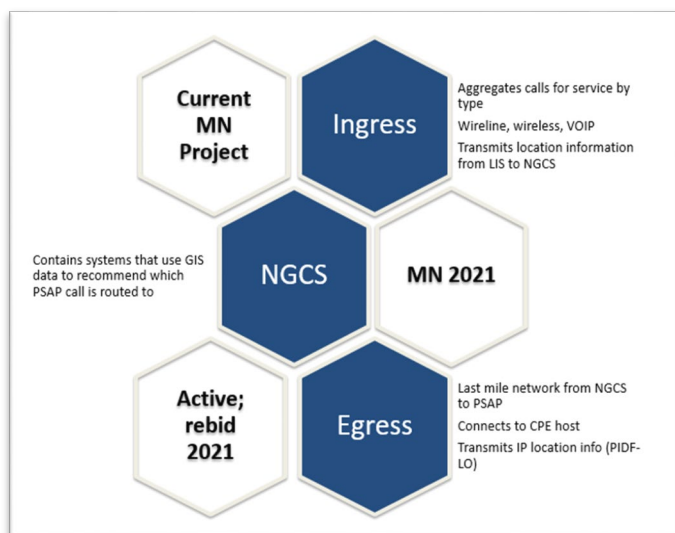 Current
MN
Project
Ingress
Aggregates calls for service by
type
Wireline, wireless, VOIP
Transmits location information
from LIS to NGCS
Contains systems that use GIS
data to recommend which
PSAP call is routed to
NGCS
MN 2021
Active;
rebid
2021
Egress
Last mile network from NGCS
to PSAP
Connects to CPE host
Transmits IP location info (PIDF-
LO)